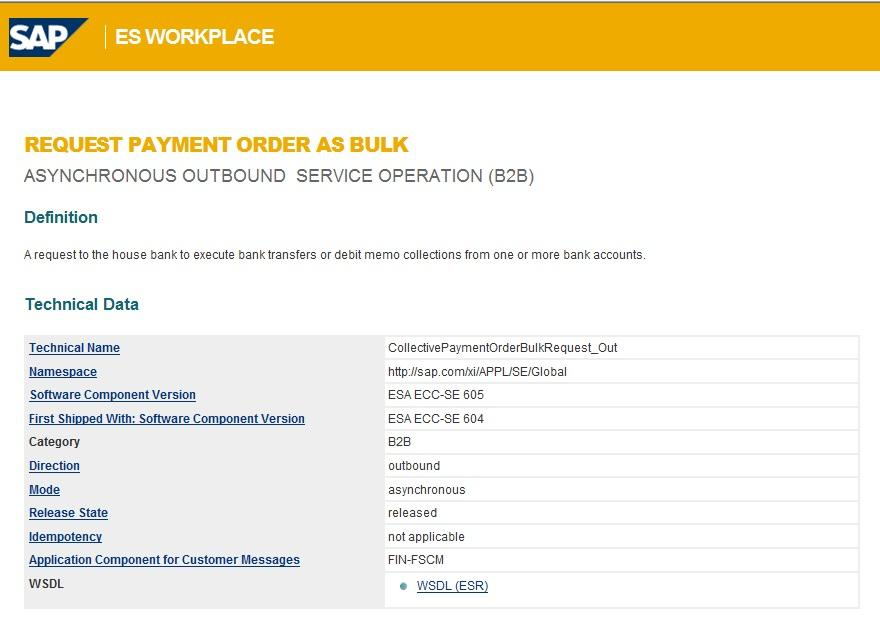 SAP ES WORKPLACE
REQUEST PAYMENT ORDER AS BULK
ASYNCHRONOUS OUTBOUND SERVICE OPERATION (B2B)
Definition
A request to the house bank to execute bank transfers or debit memo collections from one or more bank accounts.
Technical Data
Technical Name CollectivePaymentOrderBulkRequest_Out
Namespace http://sap.com/xi/APPL/SE/Global
Software Component Version ESA ECC-SE 605
First Shipped With: Software Component Version ESA ECC-SE 604
Category B2B
Direction outbound
Mode asynchronous
Release State released
Idempotency not applicable
Application Component for Customer Messages FIN-FSCM
WSDL WSDL (ESR)